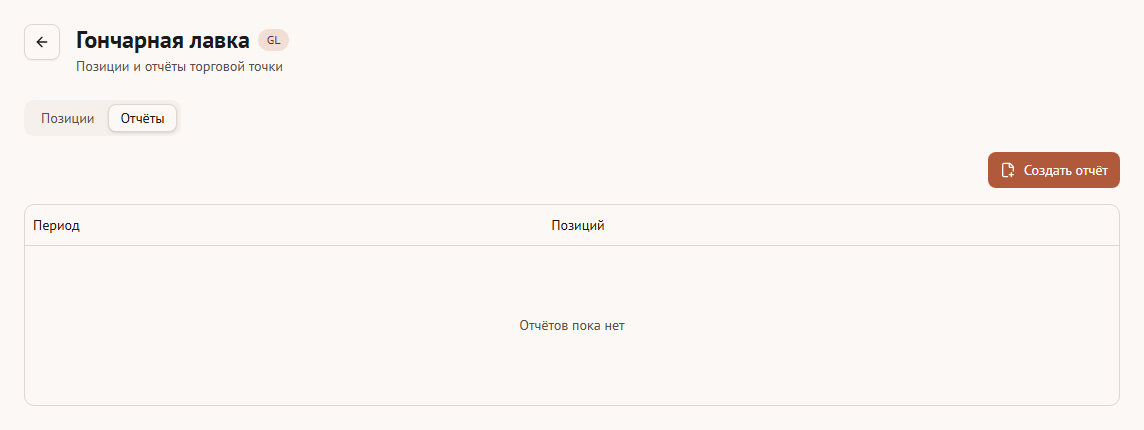 Гончарная лавка GL
Позиции и отчёты торговой точки
Позиции Отчёты
Создать отчёт
Период Позиций
Отчётов пока нет